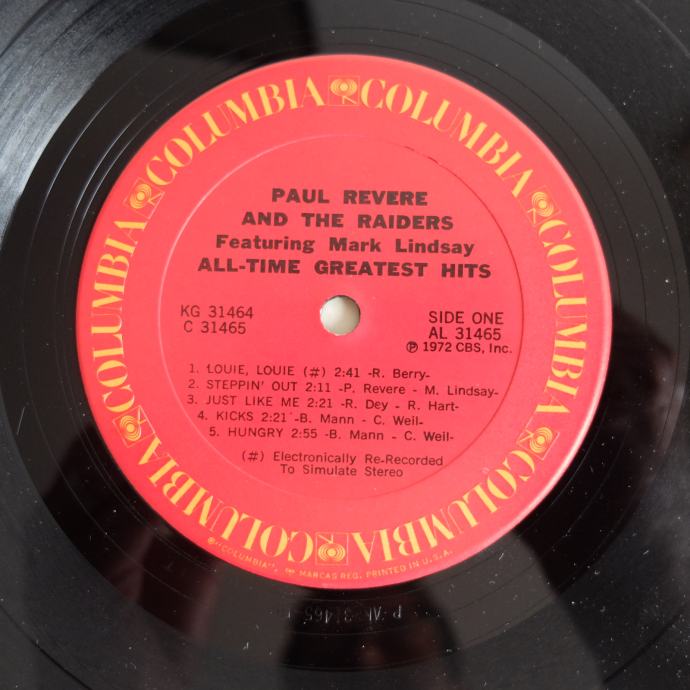 COLUMBIA COLUMBIA COLUMBIA COLUMBIA COLUMBIA COLUMBIA
PAUL REVERE
AND THE RAIDERS
Featuring Mark Lindsay
ALL-TIME GREATEST HITS
KG 31464
C 31465
SIDE ONE
AL 31465
℗ 1972 CBS, Inc.
1. LOUIE, LOUIE (#) 2:41 -R. Berry-
2. STEPPIN' OUT 2:11 -P. Revere - M. Lindsay-
3. JUST LIKE ME 2:21 -R. Dey - R. Hart-
4. KICKS 2:21 -B. Mann - C. Weil-
5. HUNGRY 2:55 -B. Mann - C. Weil-
(#) Electronically Re-Recorded
To Simulate Stereo
"COLUMBIA", MARCAS REG. PRINTED IN U.S.A.